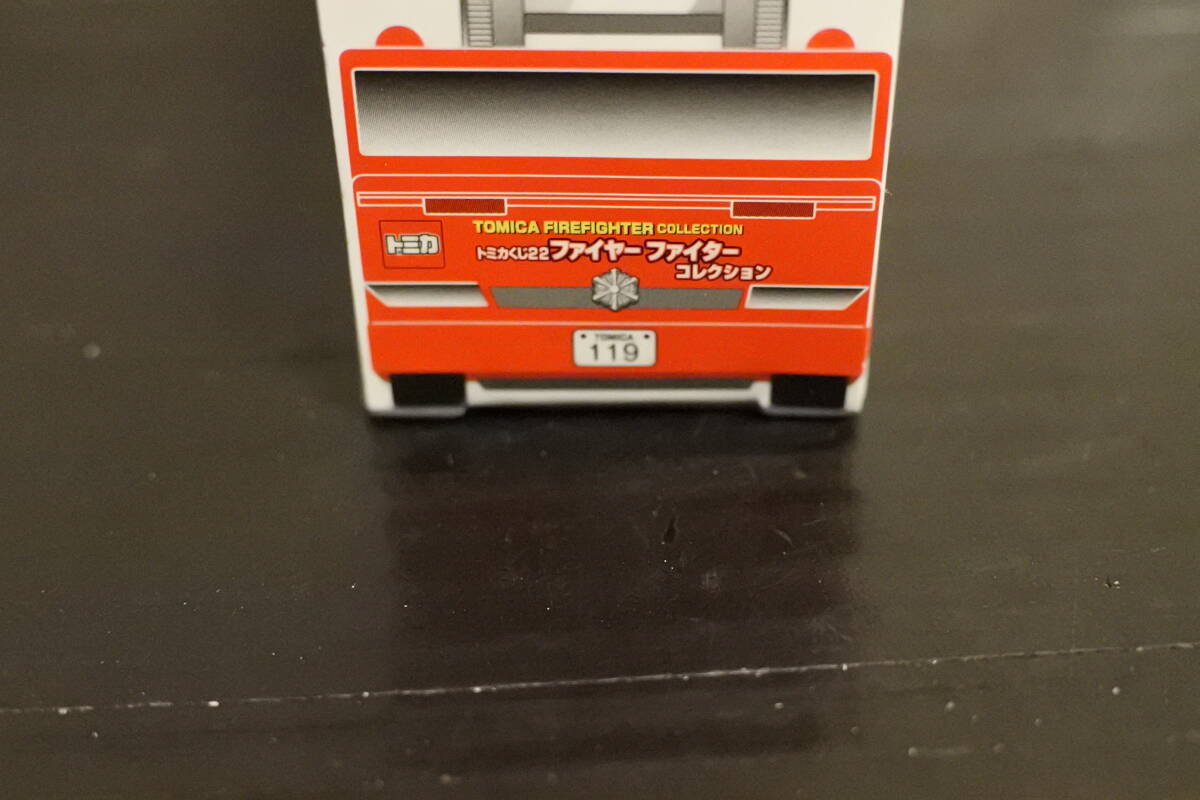 TOMICA FIREFIGHTER COLLECTION
トミカ
トミカくじ22ファイヤーファイター
コレクション
TOMICA
119